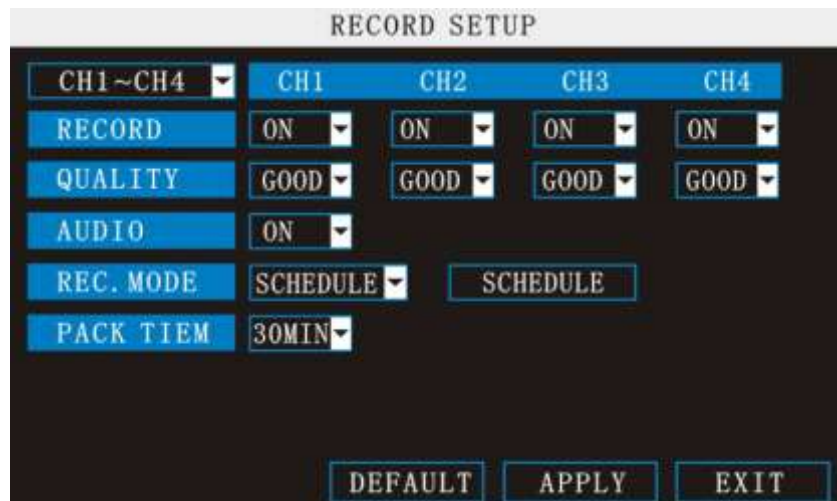 RECORD SETUP
CH1~CH4 CH1 CH2 CH3 CH4
RECORD ON ON ON ON
QUALITY GOOD GOOD GOOD GOOD
AUDIO ON
REC.MODE SCHEDULE SCHEDULE
PACK TIEM 30MIN
DEFAULT APPLY EXIT